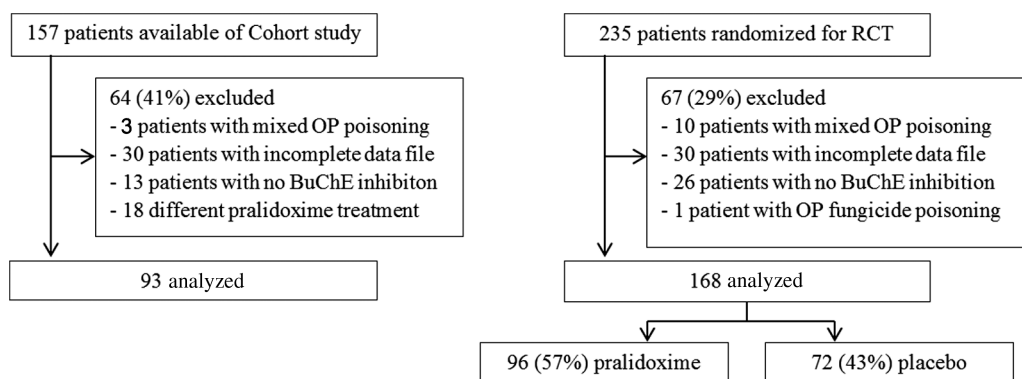 157 patients available of Cohort study
64 (41%) excluded
- 3 patients with mixed OP poisoning
- 30 patients with incomplete data file
- 13 patients with no BuChE inhibiton
- 18 different pralidoxime treatment
93 analyzed
235 patients randomized for RCT
67 (29%) excluded
- 10 patients with mixed OP poisoning
- 30 patients with incomplete data file
- 26 patients with no BuChE inhibition
- 1 patient with OP fungicide poisoning
168 analyzed
96 (57%) pralidoxime
72 (43%) placebo